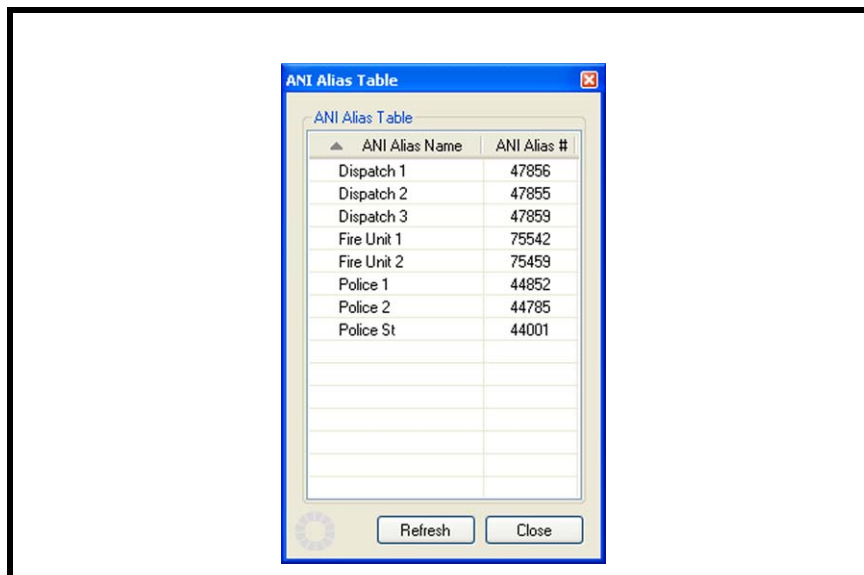 ANI Alias Table
ANI Alias Table
ANI Alias Name ANI Alias #
Dispatch 1 47856
Dispatch 2 47855
Dispatch 3 47859
Fire Unit 1 75542
Fire Unit 2 75459
Police 1 44852
Police 2 44785
Police St 44001
Refresh Close